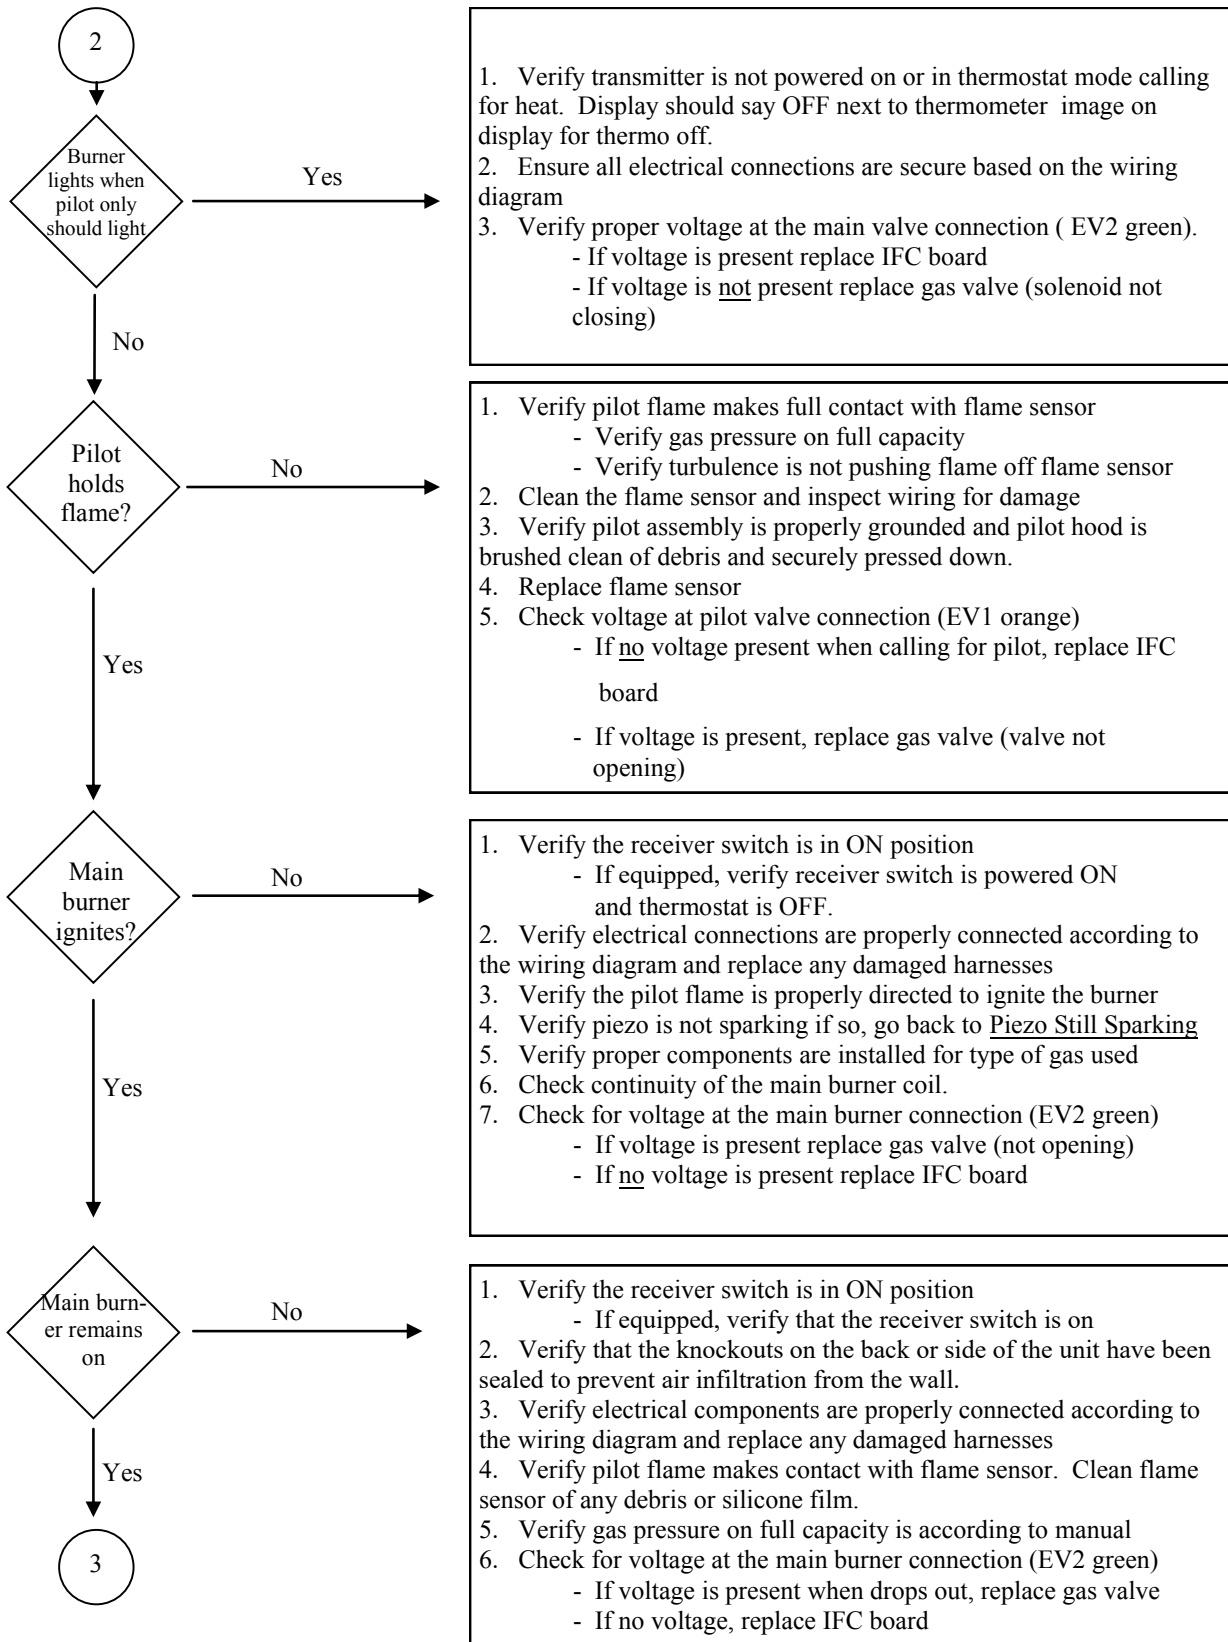 2
Burner
lights when
pilot only
should light
Yes
1. Verify transmitter is not powered on or in thermostat mode calling
for heat. Display should say OFF next to thermometer image on
display for thermo off.
2. Ensure all electrical connections are secure based on the wiring
diagram
3. Verify proper voltage at the main valve connection ( EV2 green).
- If voltage is present replace IFC board
- If voltage is not present replace gas valve (solenoid not
closing)
No
Pilot
holds
flame?
No
1. Verify pilot flame makes full contact with flame sensor
- Verify gas pressure on full capacity
- Verify turbulence is not pushing flame off flame sensor
2. Clean the flame sensor and inspect wiring for damage
3. Verify pilot assembly is properly grounded and pilot hood is
brushed clean of debris and securely pressed down.
4. Replace flame sensor
5. Check voltage at pilot valve connection (EV1 orange)
- If no voltage present when calling for pilot, replace IFC
board
- If voltage is present, replace gas valve (valve not
opening)
Yes
Main
burner
ignites?
No
1. Verify the receiver switch is in ON position
- If equipped, verify receiver switch is powered ON
and thermostat is OFF.
2. Verify electrical connections are properly connected according to
the wiring diagram and replace any damaged harnesses
3. Verify the pilot flame is properly directed to ignite the burner
4. Verify piezo is not sparking if so, go back to Piezo Still Sparking
5. Verify proper components are installed for type of gas used
6. Check continuity of the main burner coil.
7. Check for voltage at the main burner connection (EV2 green)
- If voltage is present replace gas valve (not opening)
- If no voltage is present replace IFC board
Yes
Main burn-
er remains
on
No
1. Verify the receiver switch is in ON position
- If equipped, verify that the receiver switch is on
2. Verify that the knockouts on the back or side of the unit have been
sealed to prevent air infiltration from the wall.
3. Verify electrical components are properly connected according to
the wiring diagram and replace any damaged harnesses
4. Verify pilot flame makes contact with flame sensor. Clean flame
sensor of any debris or silicone film.
5. Verify gas pressure on full capacity is according to manual
6. Check for voltage at the main burner connection (EV2 green)
- If voltage is present when drops out, replace gas valve
- If no voltage, replace IFC board
Yes
3